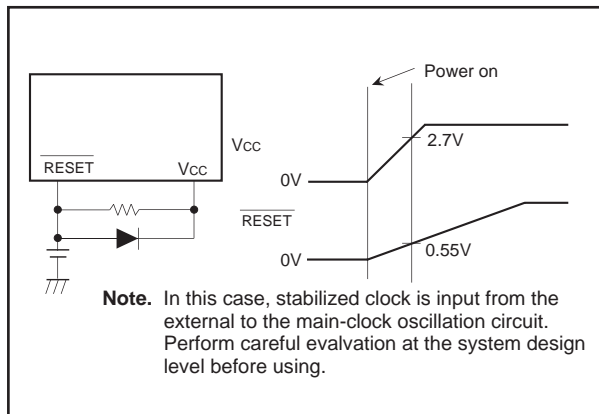 Power on
VCC
2.7V
RESET
VCC
0V
RESET
0V
0.55V
Note. In this case, stabilized clock is input from the
external to the main-clock oscillation circuit.
Perform careful evalvation at the system design
level before using.